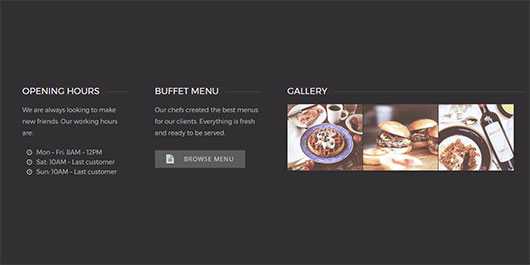 OPENING HOURS
We are always looking to make
new friends. Our working hours
are:
Mon - Fri: 8AM - 12PM
Sat: 10AM - Last customer
Sun: 10AM - Last customer
BUFFET MENU
Our chefs created the best menus
for our clients. Everything is fresh
and ready to be served.
BROWSE MENU
GALLERY